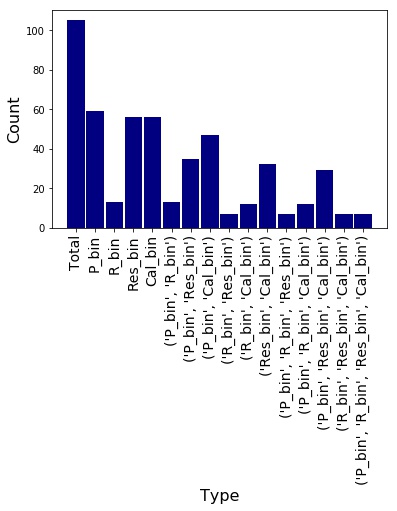 100
80
60
40
20
0
Count
Total
P_bin
R_bin
Res_bin
Cal_bin
('P_bin', 'R_bin')
('P_bin', 'Res_bin')
('P_bin', 'Cal_bin')
('R_bin', 'Res_bin')
('R_bin', 'Cal_bin')
('Res_bin', 'Cal_bin')
('P_bin', 'R_bin', 'Res_bin')
('P_bin', 'R_bin', 'Cal_bin')
('P_bin', 'Res_bin', 'Cal_bin')
('R_bin', 'Res_bin', 'Cal_bin')
('P_bin', 'R_bin', 'Res_bin', 'Cal_bin')
Type